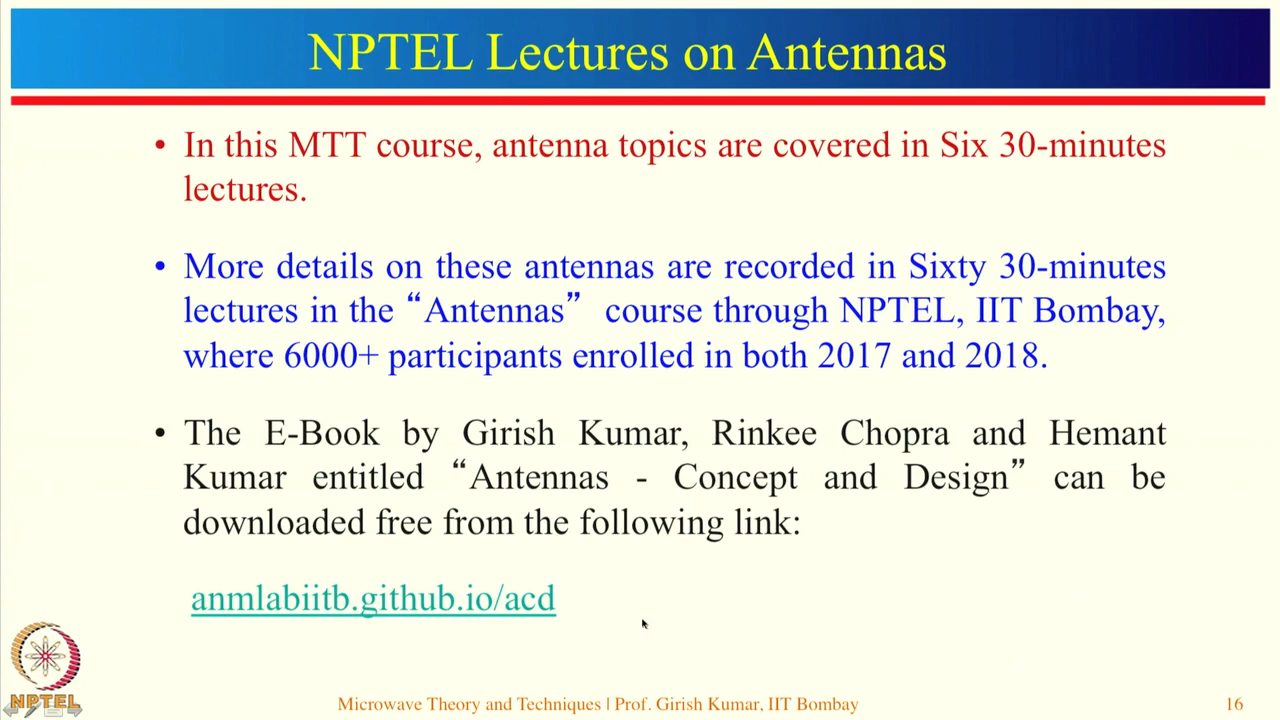 NPTEL Lectures on Antennas
• In this MTT course, antenna topics are covered in Six 30-minutes
lectures.
• More details on these antennas are recorded in Sixty 30-minutes
lectures in the “Antennas” course through NPTEL, IIT Bombay,
where 6000+ participants enrolled in both 2017 and 2018.
• The E-Book by Girish Kumar, Rinkee Chopra and Hemant
Kumar entitled “Antennas - Concept and Design” can be
downloaded free from the following link:
anmlabiitb.github.io/acd
NPTEL
Microwave Theory and Techniques | Prof. Girish Kumar, IIT Bombay
16